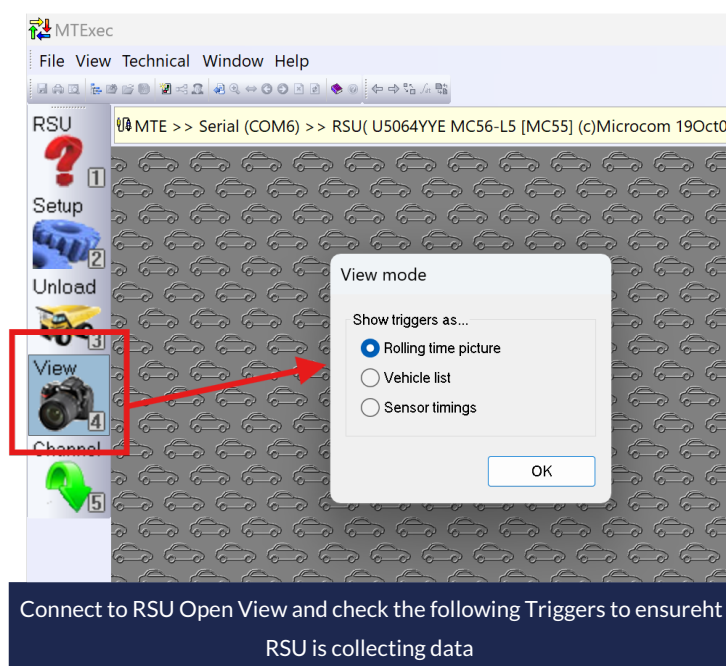 MTExec
File View Technical Window Help
RSU
1
MTE >> Serial (COM6) >> RSU( U5064YYE MC56-L5 [MC55] (c)Microcom 19Oct0
Setup
2
Unload
3
View
4
Channel
5
View mode
Show triggers as...
Rolling time picture
Vehicle list
Sensor timings
OK
Connect to RSU Open View and check the following Triggers to ensureht
RSU is collecting data